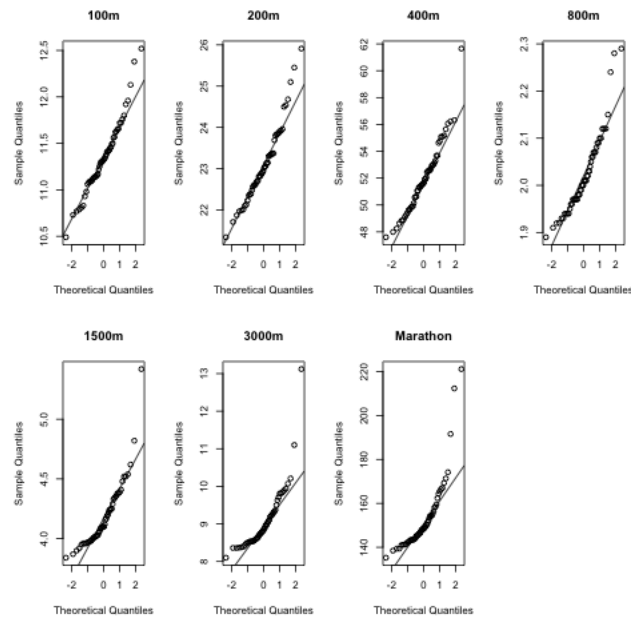 100m 200m 400m 800m
Sample Quantiles Sample Quantiles Sample Quantiles Sample Quantiles
10.5 11.0 11.5 12.0 12.5
22 23 24 25 26
48 50 52 54 56 58 60 62
1.9 2.0 2.1 2.2 2.3
-2 0 1 2 -2 0 1 2 -2 0 1 2 -2 0 1 2
Theoretical Quantiles Theoretical Quantiles Theoretical Quantiles Theoretical Quantiles
1500m 3000m Marathon
Sample Quantiles Sample Quantiles Sample Quantiles
4.0 4.5 5.0
8 9 10 11 12 13
140 160 180 200 220
-2 0 1 2 -2 0 1 2 -2 0 1 2
Theoretical Quantiles Theoretical Quantiles Theoretical Quantiles